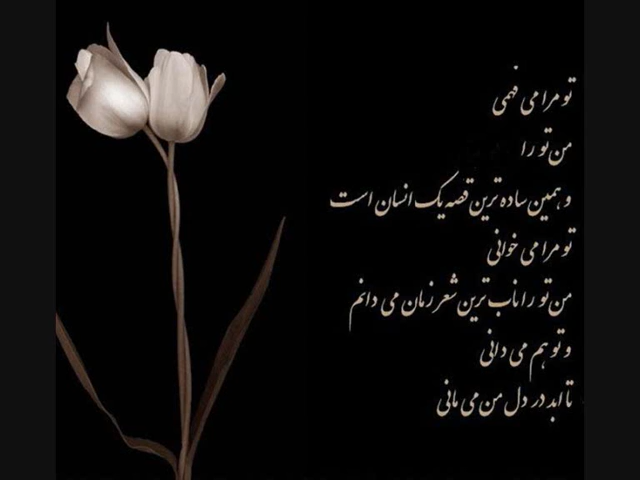 تو مرا می فهمی
من تو را
و همین ساده ترین قصه یک انسان است
تو مرا می خوانی
من تو را ناب ترین شعر زمان می دانم
و تو هم می دانی
تا ابد در دل من می مانی